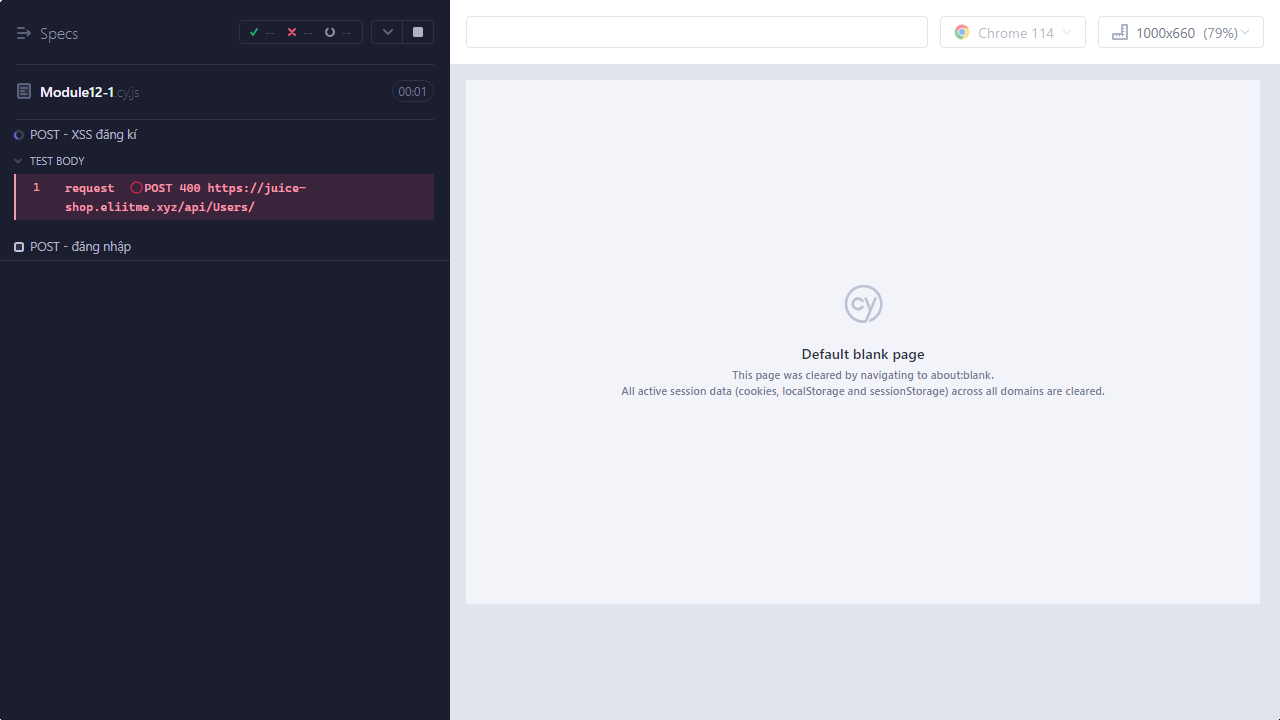 Specs
-- -- --
Module12-1.cy.js
00:01
POST - XSS đăng kí
TEST BODY
1 request POST 400 https://juice-
shop.eliitme.xyz/api/Users/
POST - đăng nhập
Chrome 114
1000x660 (79%)
cy
Default blank page
This page was cleared by navigating to about:blank.
All active session data (cookies, localStorage and sessionStorage) across all domains are cleared.